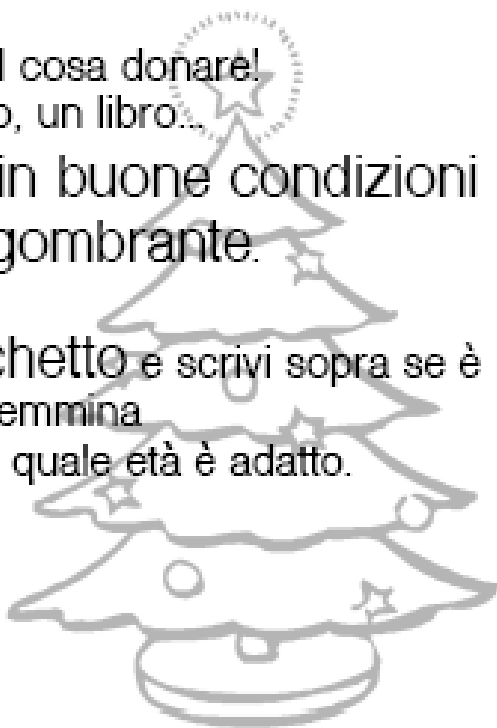 cosa donare!
, un libro...
in buone condizioni
gombrante.
chetto e scrivi sopra se è
emmina
quale età è adatto.